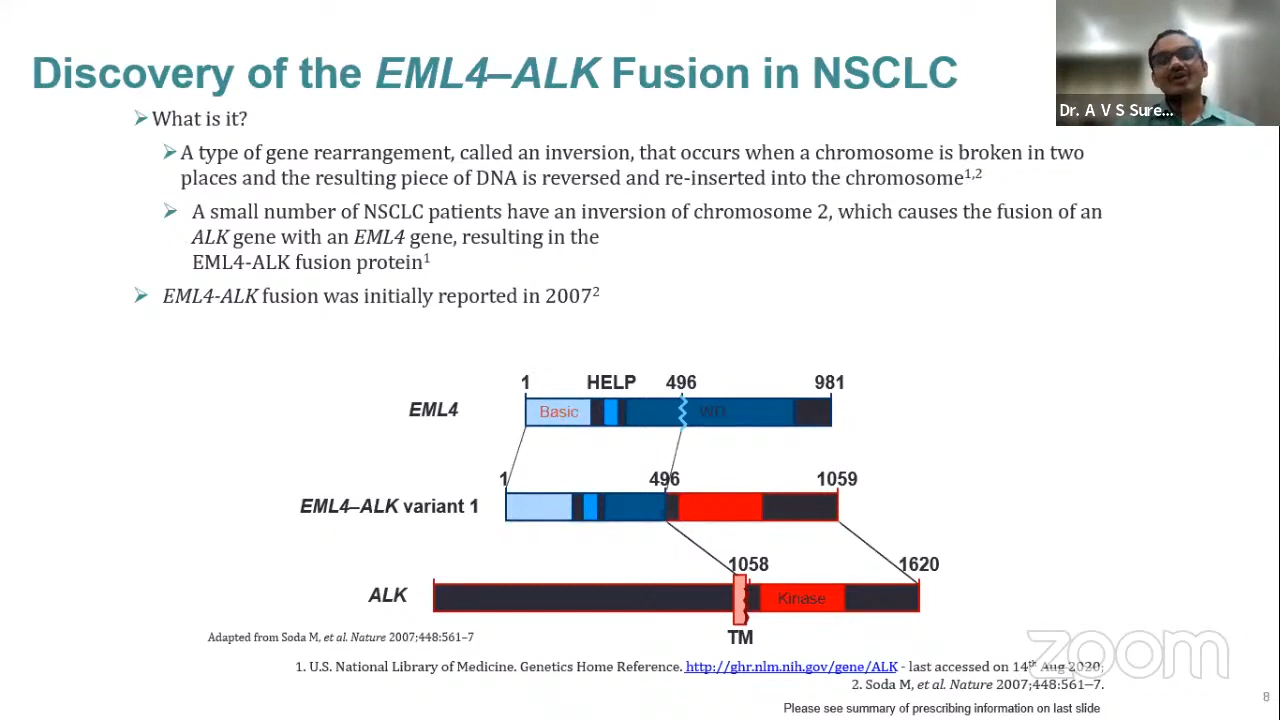 Discovery of the EML4–ALK Fusion in NSCLC
Dr. A V S Sure...
What is it?
A type of gene rearrangement, called an inversion, that occurs when a chromosome is broken in two
places and the resulting piece of DNA is reversed and re-inserted into the chromosome1,2
A small number of NSCLC patients have an inversion of chromosome 2, which causes the fusion of an
ALK gene with an EML4 gene, resulting in the
EML4-ALK fusion protein1
EML4-ALK fusion was initially reported in 20072
1 HELP 496 981
EML4 Basic WD
1 496 1059
EML4–ALK variant 1
1058 1620
ALK Kinase
TM
Adapted from Soda M, et al. Nature 2007;448:561–7
zoom
1. U.S. National Library of Medicine. Genetics Home Reference. http://ghr.nlm.nih.gov/gene/ALK - last accessed on 14th Aug 2020;
2. Soda M, et al. Nature 2007;448:561–7.
Please see summary of prescribing information on last slide
8